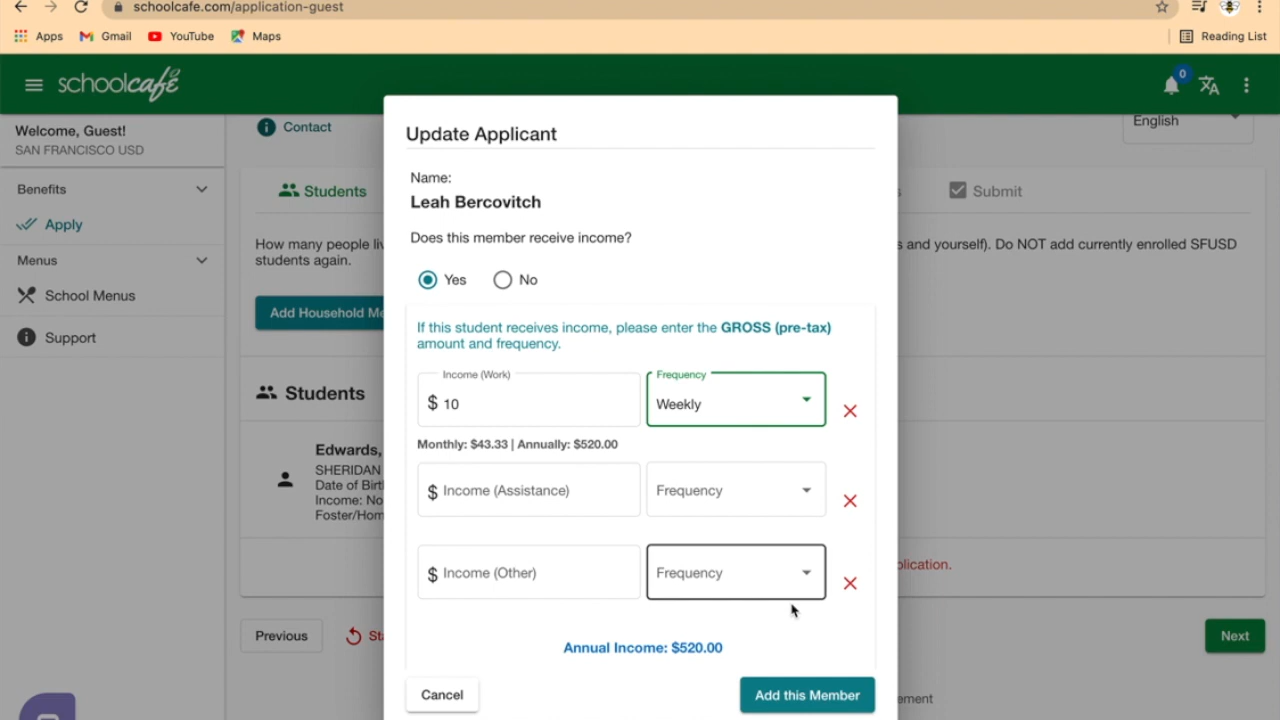 schoolcafe.com/application-guest
Apps
Gmail
YouTube
Maps
Reading List
schoolcafé
0
Welcome, Guest!
SAN FRANCISCO USD
Benefits
Apply
Menus
School Menus
Support
Contact
English
Students
Submit
How many people
s and yourself). Do NOT add currently enrolled SFUSD
students again.
Add Household
Students
Edwards,
SHERIDAN
Date of
Income: No
plication.
Previous
Next
ement
Update Applicant
Name:
Leah Bercovitch
Does this member receive income?
Yes
No
If this student receives income, please enter the GROSS (pre-tax)
amount and frequency.
Income (Work)
$ 10
Frequency
Weekly
Monthly: $43.33 | Annually: $520.00
$ Income (Assistance)
Frequency
$ Income (Other)
Frequency
Annual Income: $520.00
Cancel
Add this Member